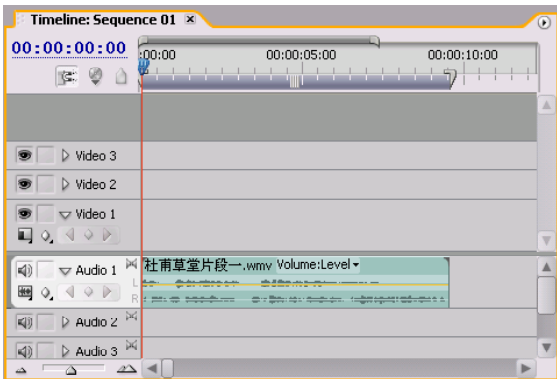 Timeline: Sequence 01 ×
00:00:00:00
:00:00 00:00:05:00 00:00:10:00
Video 3
Video 2
Video 1
杜甫草堂片段一.wmv Volume:Level
Audio 1
L
R
Audio 2
Audio 3